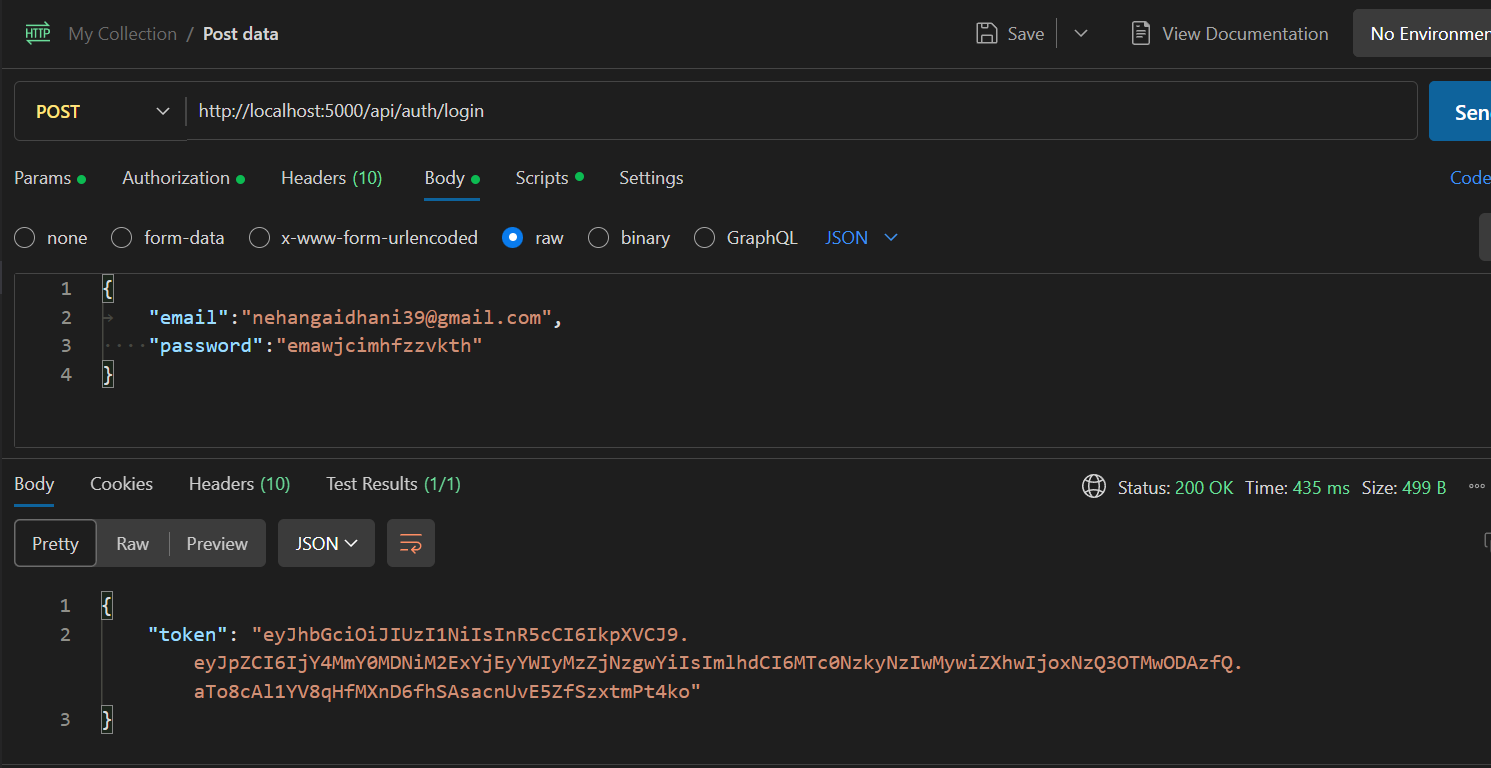 HTTP My Collection / Post data Save View Documentation No Environmen
POST http://localhost:5000/api/auth/login Sen
Params Authorization Headers (10) Body Scripts Settings Code
none form-data x-www-form-urlencoded raw binary GraphQL JSON
1 {
2 "email":"nehangaidhani39@gmail.com",
3 "password":"emawjcimhfzzvkth"
4 }
Body Cookies Headers (10) Test Results (1/1) Status: 200 OK Time: 435 ms Size: 499 B
Pretty Raw Preview JSON
1 {
2 "token": "eyJhbGciOiJIUzI1NiIsInR5cCI6IkpXVCJ9.
eyJpZCI6IjY4MmY0MDNiM2ExYjEyYWIyMzZjNzgwYiIsImlhdCI6MTc0NzkyNzIwMywiZXhwIjoxNzQ3OTMwODAzfQ.
aTo8cAl1YV8qHfMXnD6fhSAsacnUvE5ZfSzxtmPt4ko"
3 }